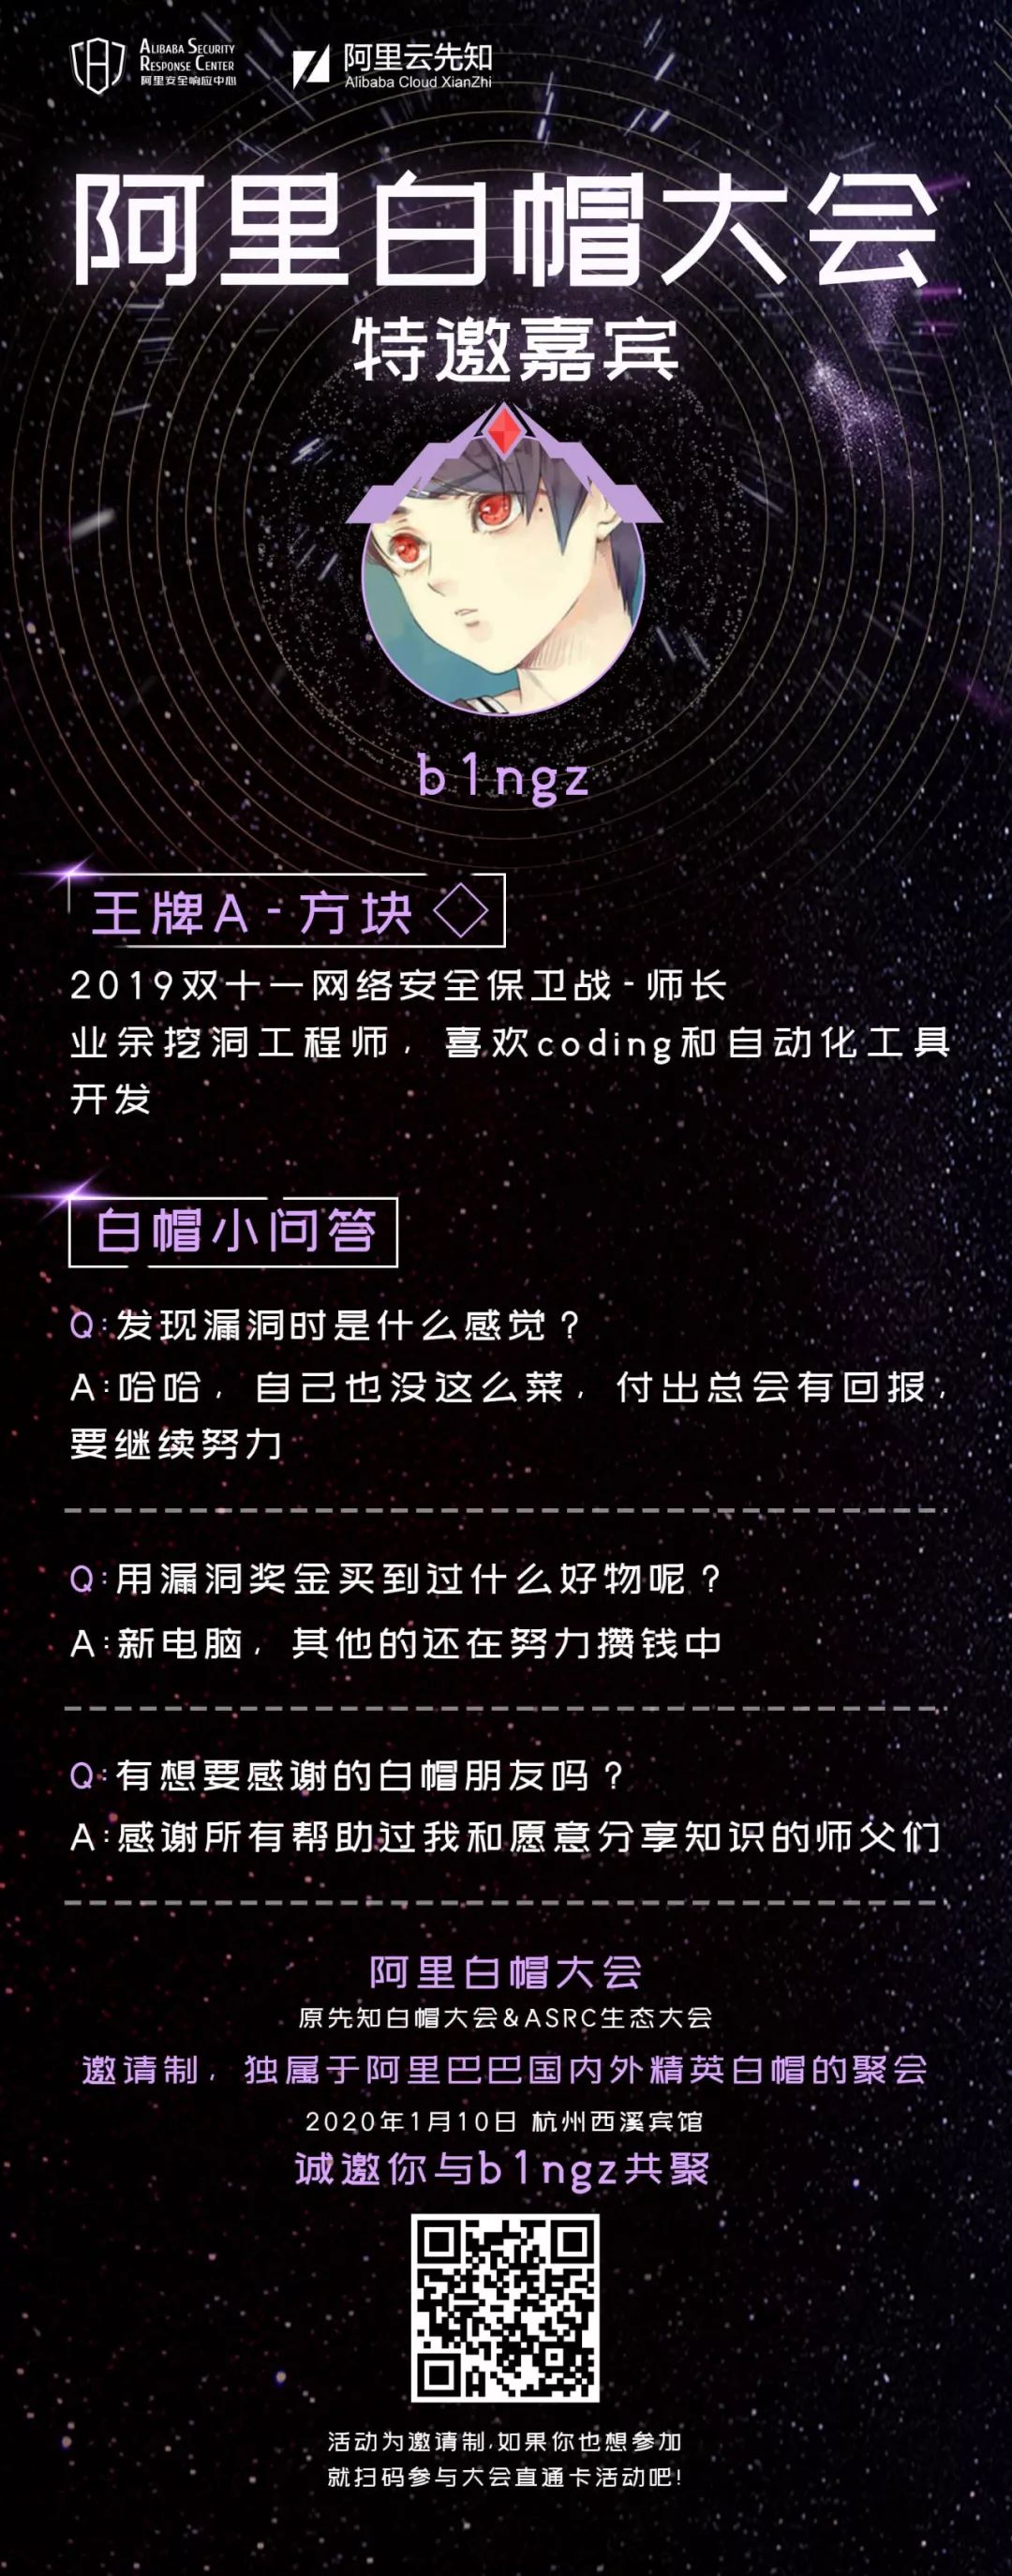 ALIBABA SECURITY
RESPONSE CENTER
阿里安全响应中心
阿里云先知
Alibaba Cloud XianZhi
阿里白帽大会
特邀嘉宾
b1ngz
王牌A-方块
2019双十一网络安全保卫战-师长
业余挖洞工程师，喜欢coding和自动化工具
开发
白帽小问答
Q:发现漏洞时是什么感觉？
A:哈哈，自己也没这么菜，付出总会有回报，
要继续努力
Q:用漏洞奖金买到过什么好物呢？
A:新电脑，其他的还在努力攒钱中
Q:有想要感谢的白帽朋友吗？
A:感谢所有帮助过我和愿意分享知识的师父们
阿里白帽大会
原先知白帽大会&ASRC生态大会
邀请制，独属于阿里巴巴国内外精英白帽的聚会
2020年1月10日 杭州西溪宾馆
诚邀你与b1ngz共聚
活动为邀请制,如果你也想参加
就扫码参与大会直通卡活动吧!